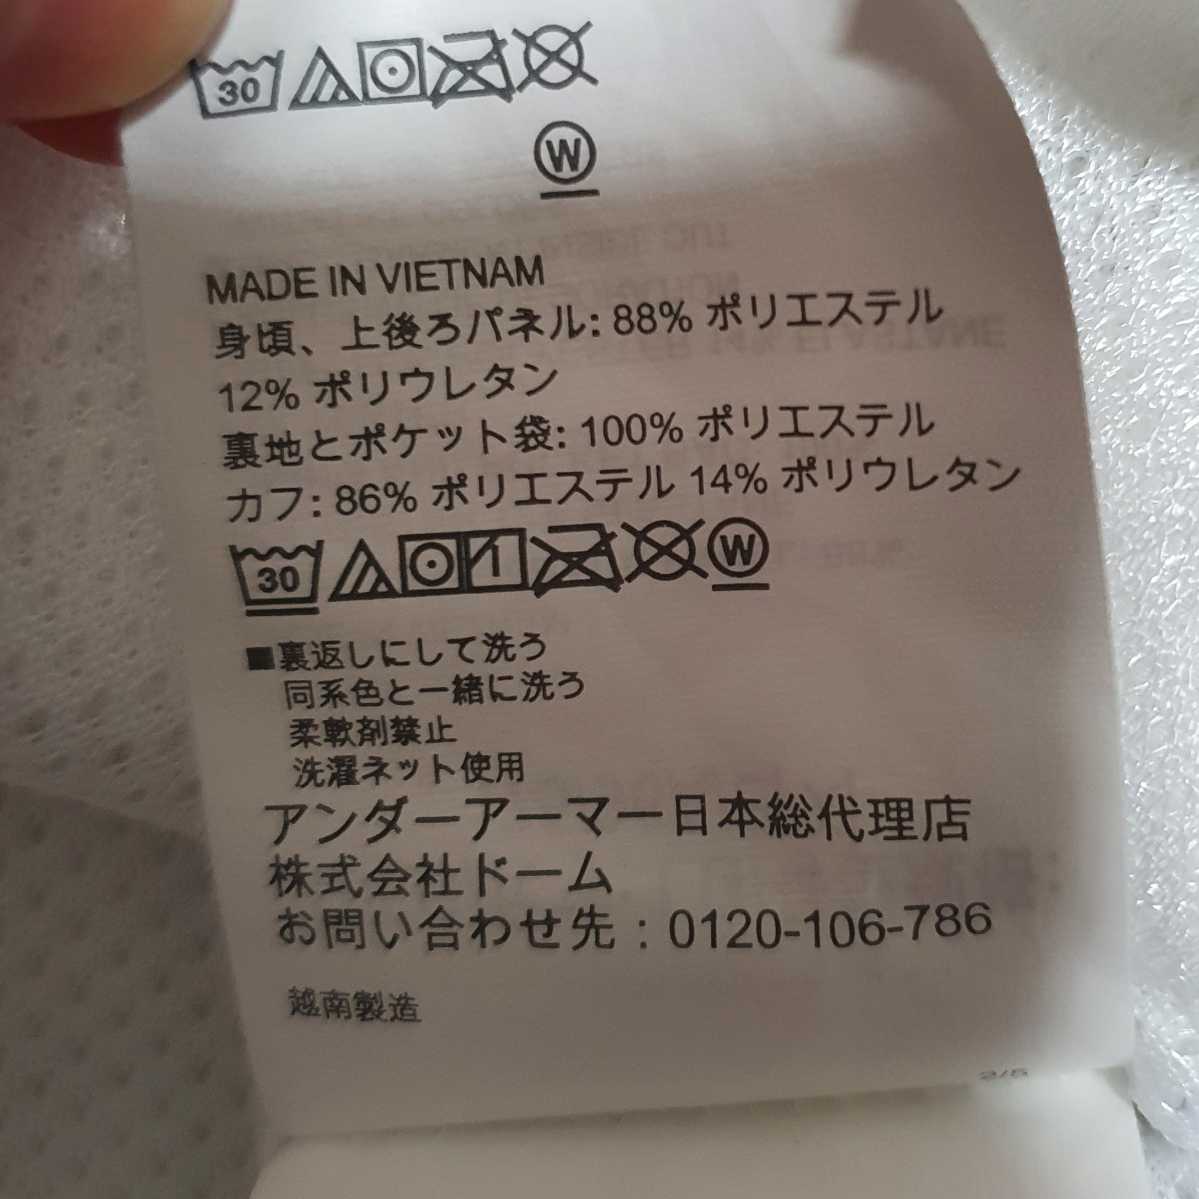 30
W
MADE IN VIETNAM
身頃、上後ろパネル: 88% ポリエステル
12% ポリウレタン
裏地とポケット袋: 100% ポリエステル
カフ: 86% ポリエステル 14% ポリウレタン
30 W
■裏返しにして洗う
同系色と一緒に洗う
柔軟剤禁止
洗濯ネット使用
アンダーアーマー日本総代理店
株式会社ドーム
お問い合わせ先：0120-106-786
越南製造